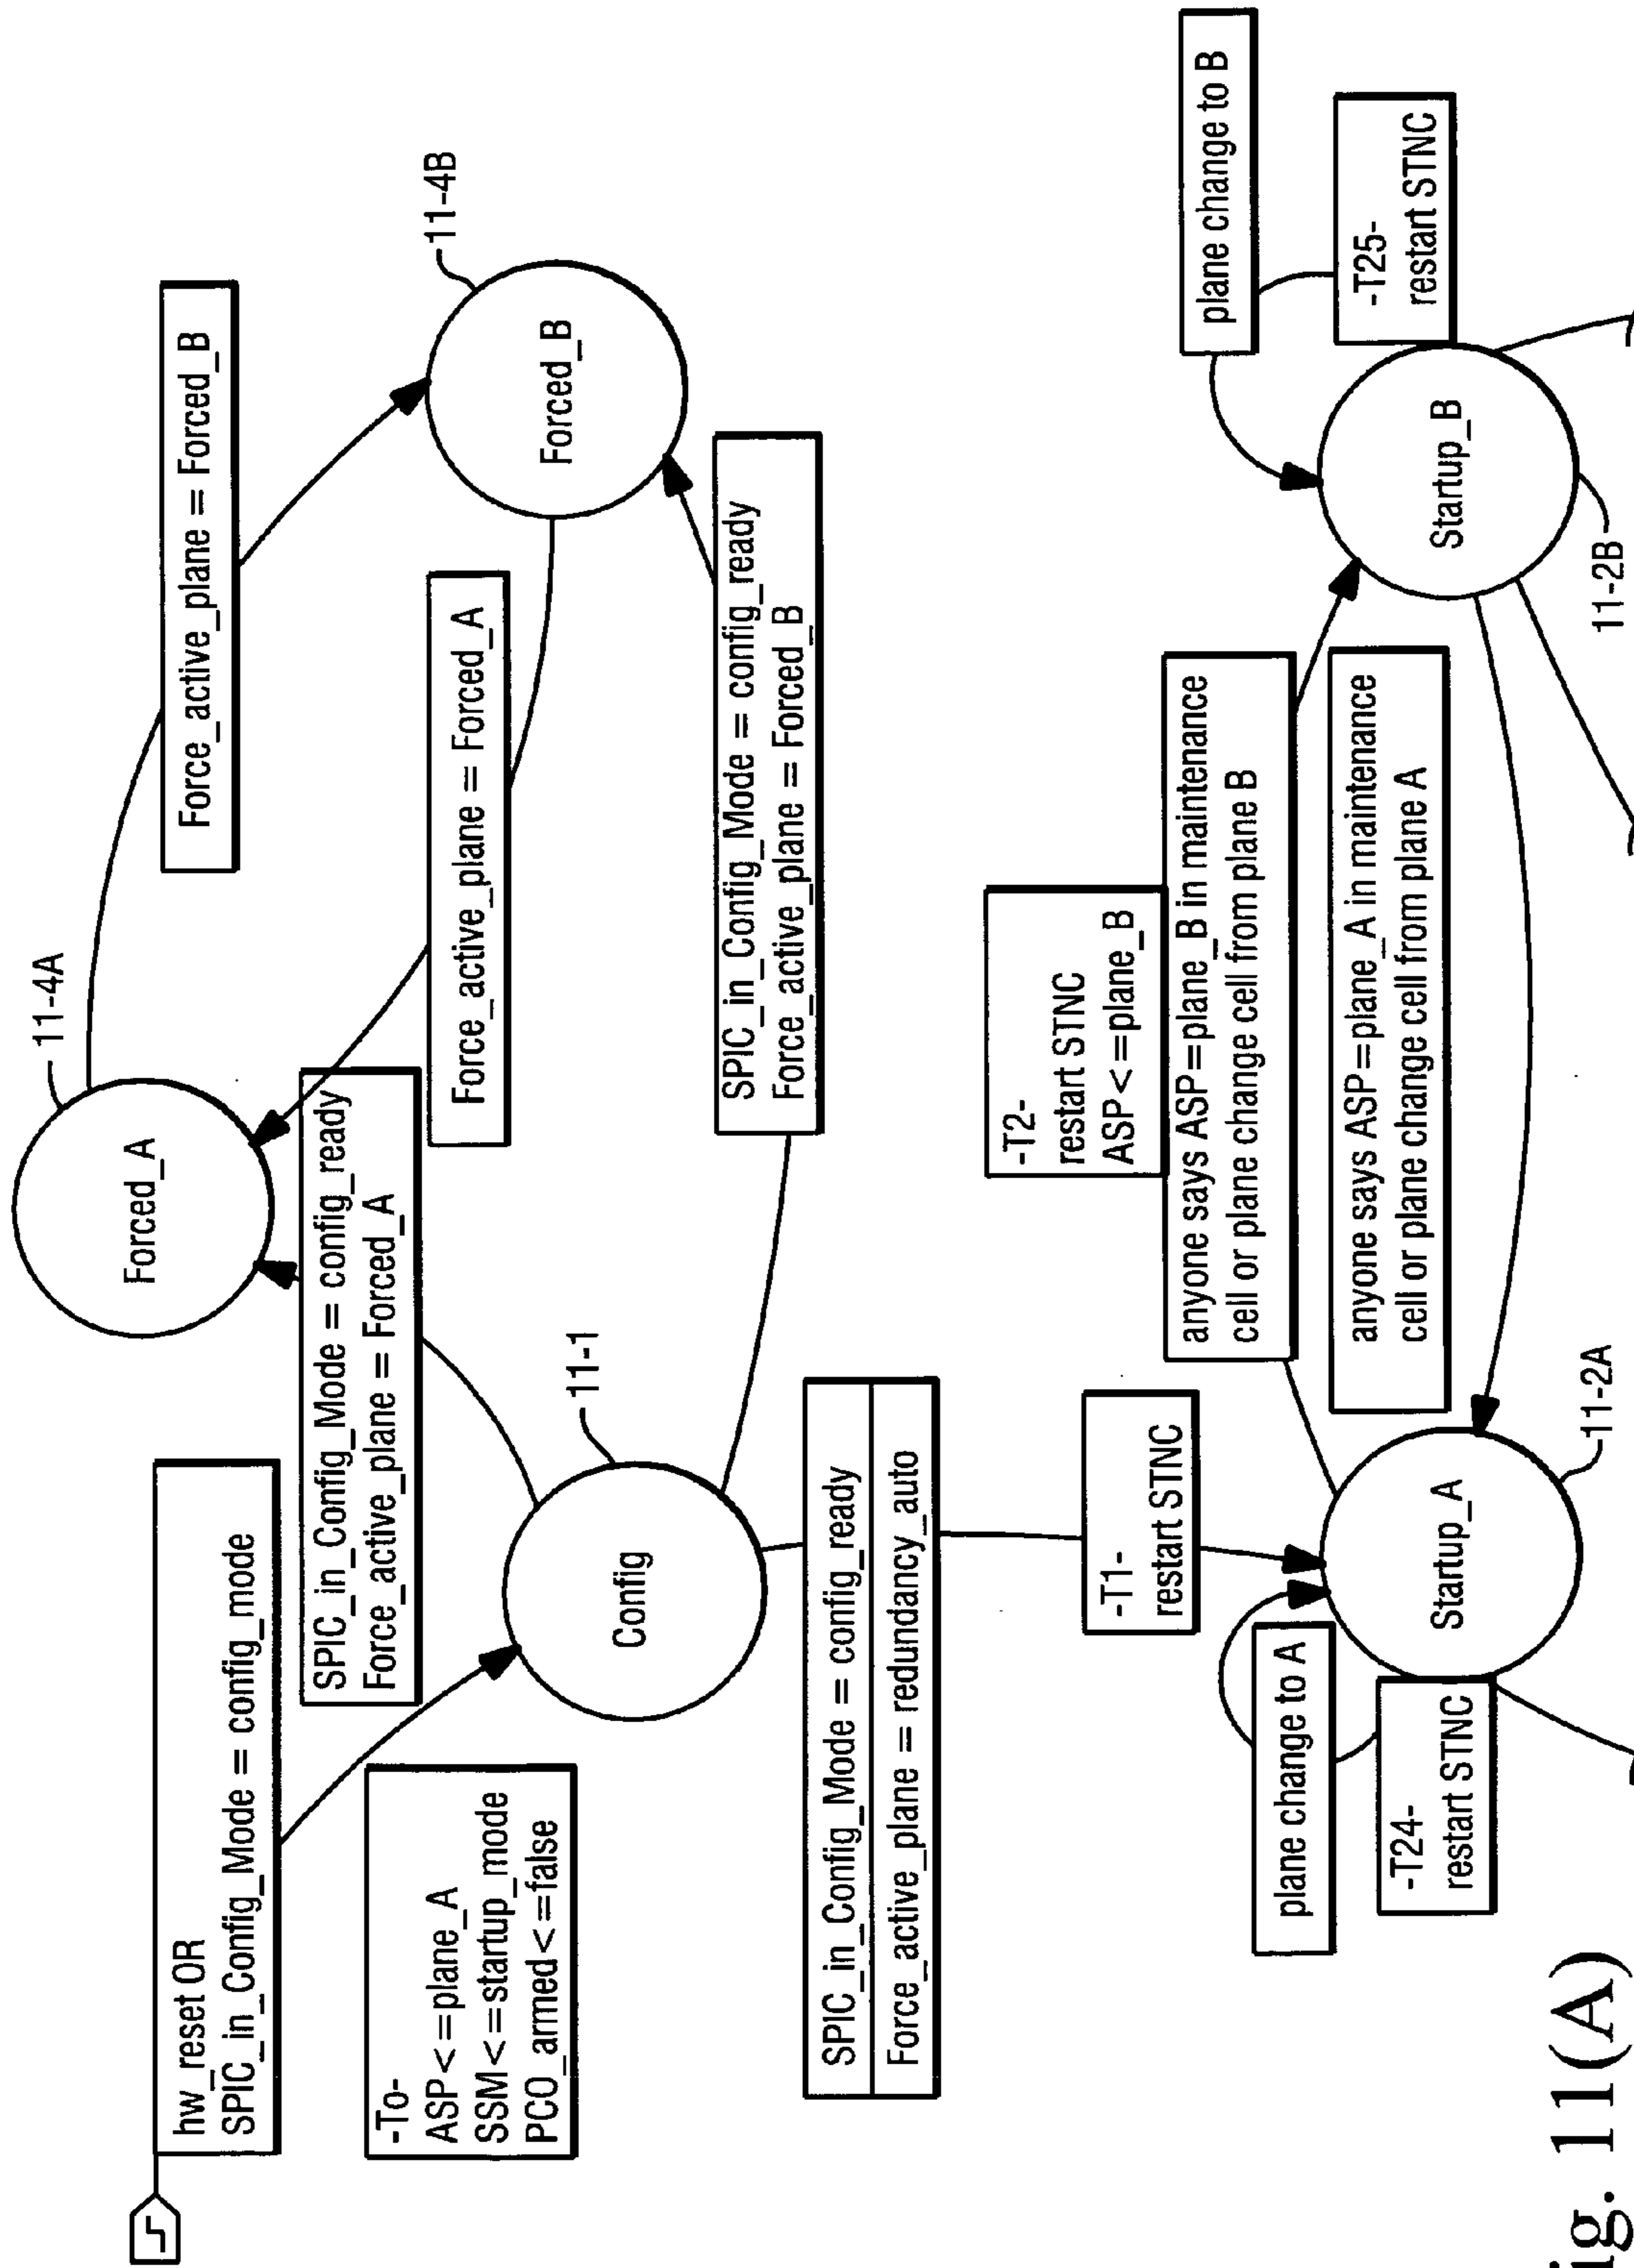 hw_reset OR
SPIC_in_Config_Mode = config_mode
-To-
ASP<=plane_A
SSM<=startup_mode
PCO_armed<=false
Forced_A
11-4A
Force_active_plane = Forced_B
SPIC_in_Config_Mode = config_ready
Force_active_plane = Forced_A
Force_active_plane = Forced_A
Forced_B
11-4B
Config
11-1
SPIC_in_Config_Mode = config_ready
Force_active_plane = Forced_B
SPIC_in_Config_Mode = config_ready
Force_active_plane = redundancy_auto
-T1-
restart STNC
-T2-
restart STNC
ASP<=plane_B
anyone says ASP=plane_B in maintenance
cell or plane change cell from plane B
anyone says ASP=plane_A in maintenance
cell or plane change cell from plane A
plane change to B
-T25-
restart STNC
plane change to A
-T24-
restart STNC
Startup_A
11-2A
Startup_B
11-2B
ig. 11(A)